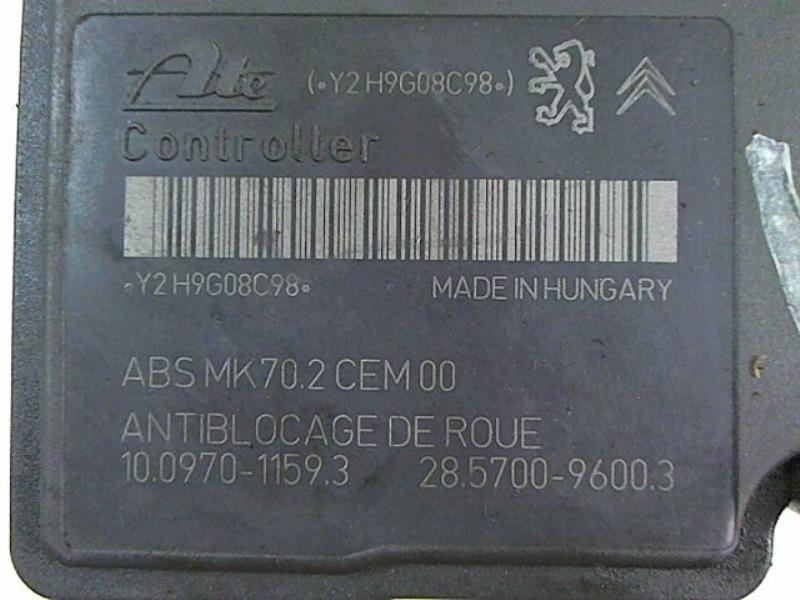 Ate (*Y2 H9G08C98*)
Controller
*Y2 H9G08C98* MADE IN HUNGARY
ABS MK70.2 CEM 00
ANTIBLOCAGE DE ROUE
10.0970-1159.3 28.5700-9600.3